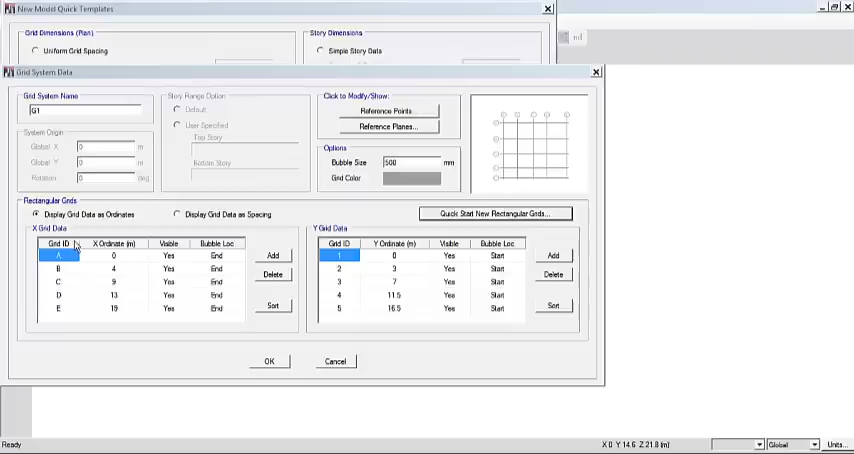 New Model Quick Templates
Grid Dimensions (Plan)
Story Dimensions
Uniform Grid Spacing
Simple Story Data
nd
Grid System Data
Grid System Name
G1
Story Range Option
Default
User Specified
Top Story
Bottom Story
Click to Modify/Show:
Reference Points...
Reference Planes...
System Origin
Global X 0 m
Global Y 0 m
Rotation 0 deg
Options
Bubble Size 500 mm
Grid Color
Rectangular Grids
Display Grid Data as Ordinates
Display Grid Data as Spacing
Quick Start New Rectangular Grids...
X Grid Data
Grid ID X Ordinate (m) Visible Bubble Loc
A 0 Yes End
B 4 Yes End
C 9 Yes End
D 13 Yes End
E 19 Yes End
Add
Delete
Sort
Y Grid Data
Grid ID Y Ordinate (m) Visible Bubble Loc
1 0 Yes Start
2 3 Yes Start
3 7 Yes Start
4 11.5 Yes Start
5 16.5 Yes Start
Add
Delete
Sort
OK
Cancel
Ready
X 0 Y 14.6 Z 21.8 (m)
Global
Units...